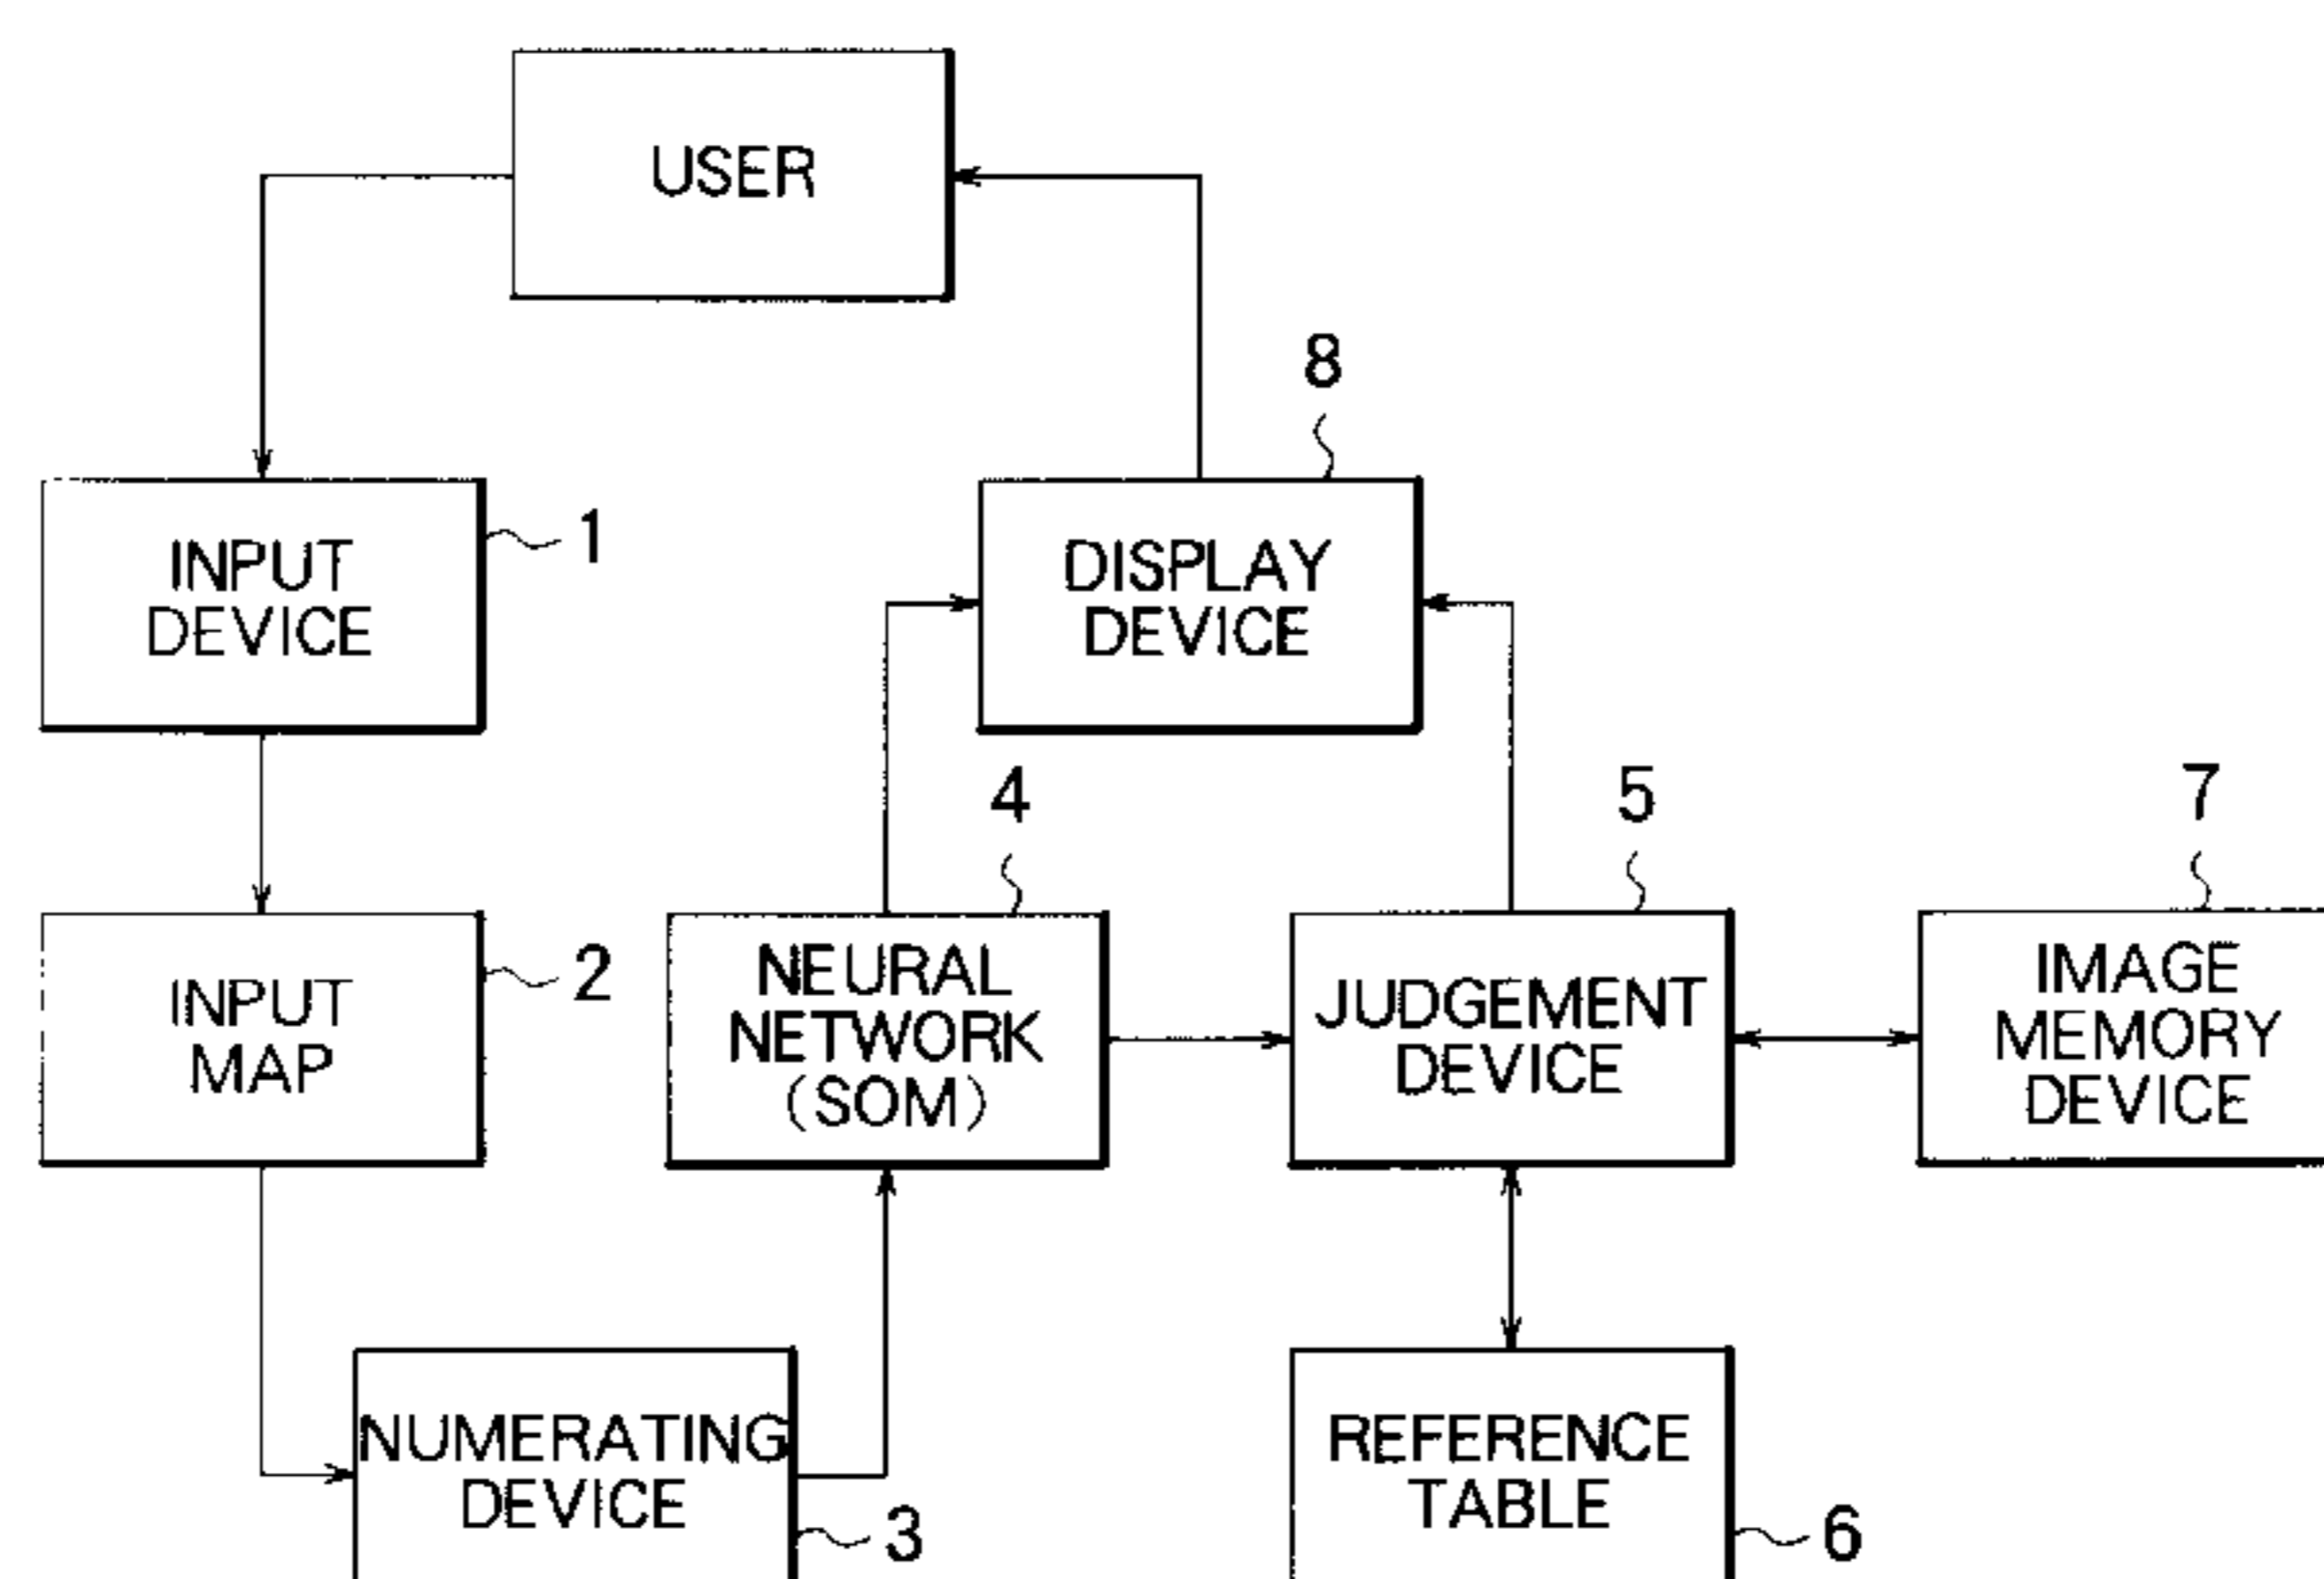 USER
8
INPUT
DEVICE
1
DISPLAY
DEVICE
4
5
7
INPUT
MAP
2
NEURAL
NETWORK
(SOM)
JUDGEMENT
DEVICE
IMAGE
MEMORY
DEVICE
NUMERATING
DEVICE
3
REFERENCE
TABLE
6